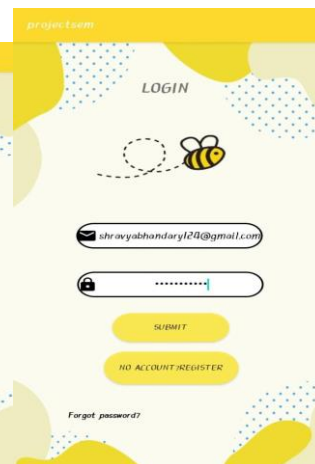 projectsem
LOGIN
shravyabhandary124@gmail.com
•••••••••••
SUBMIT
NO ACCOUNT?REGISTER
Forgot password?